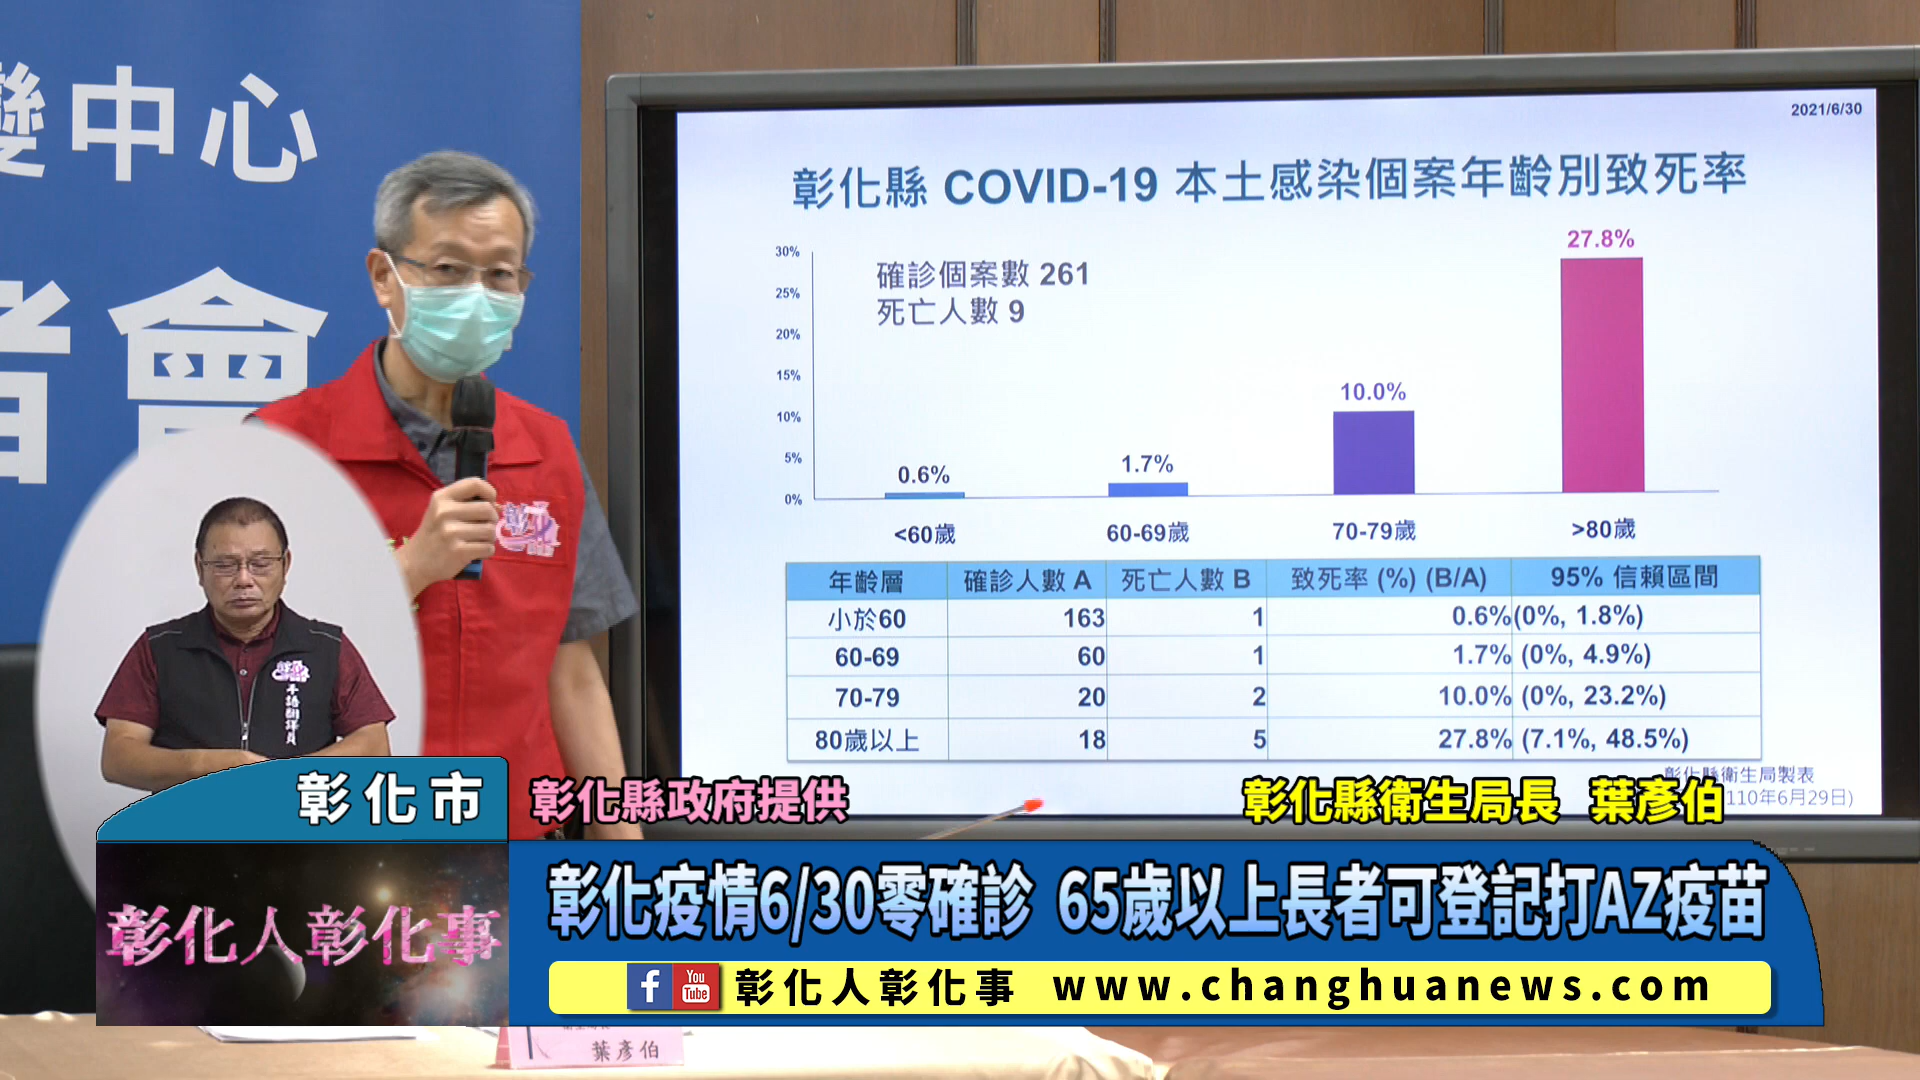 變中心
者會
2021/6/30
彰化縣 COVID-19 本土感染個案年齡別致死率
確診個案數 261
死亡人數 9
30%
25%
20%
15%
10%
5%
0%
0.6%
1.7%
10.0%
27.8%
<60歲
60-69歲
70-79歲
>80歲
年齡層 確診人數 A 死亡人數 B 致死率 (%) (B/A) 95% 信賴區間
小於60 163 1 0.6% (0%, 1.8%)
60-69 60 1 1.7% (0%, 4.9%)
70-79 20 2 10.0% (0%, 23.2%)
80歲以上 18 5 27.8% (7.1%, 48.5%)
彰化縣衛生局製表
110年6月29日)
手語翻譯員
彰化市
彰化縣政府提供
彰化縣衛生局長 葉彥伯
彰化人彰化事
彰化疫情6/30零確診 65歲以上長者可登記打AZ疫苗
f You Tube 彰化人彰化事 www.changhuanews.com
葉彥伯